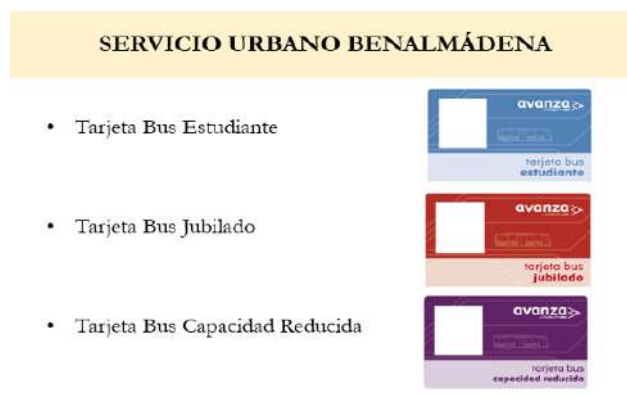 SERVICIO URBANO BENALMÁDENA
• Tarjeta Bus Estudiante
avanza
tarjeta bus
estudiante
• Tarjeta Bus Jubilado
avanza
tarjeta bus
jubilado
• Tarjeta Bus Capacidad Reducida
avanza
tarjeta bus
capacidad reducida